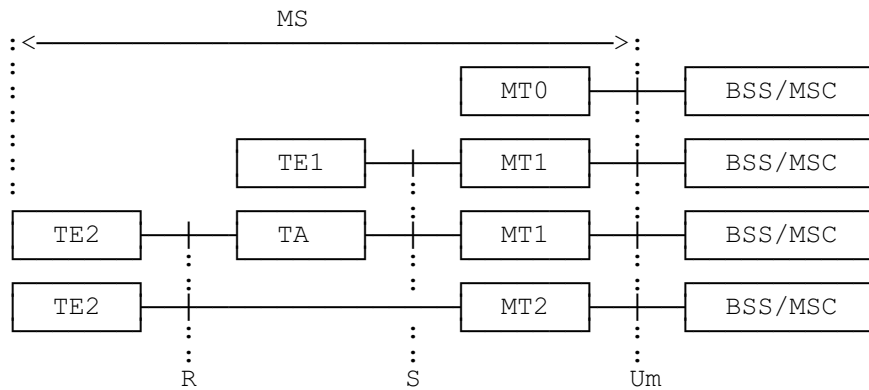 MS
MT0 BSS/MSC
TE1 MT1 BSS/MSC
TE2 TA MT1 BSS/MSC
TE2 MT2 BSS/MSC
R S Um